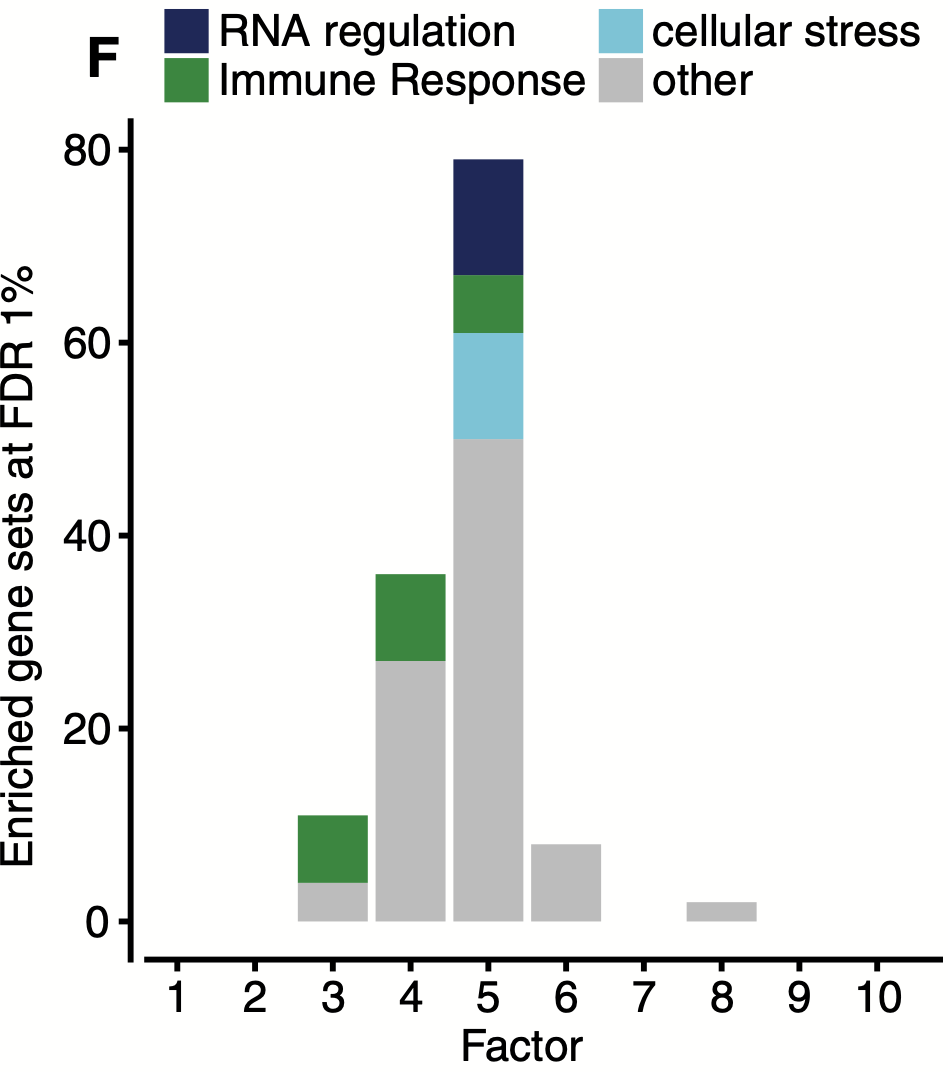 F
RNA regulation
cellular stress
Immune Response
other
Enriched gene sets at FDR 1%
80
60
40
20
0
1 2 3 4 5 6 7 8 9 10
Factor